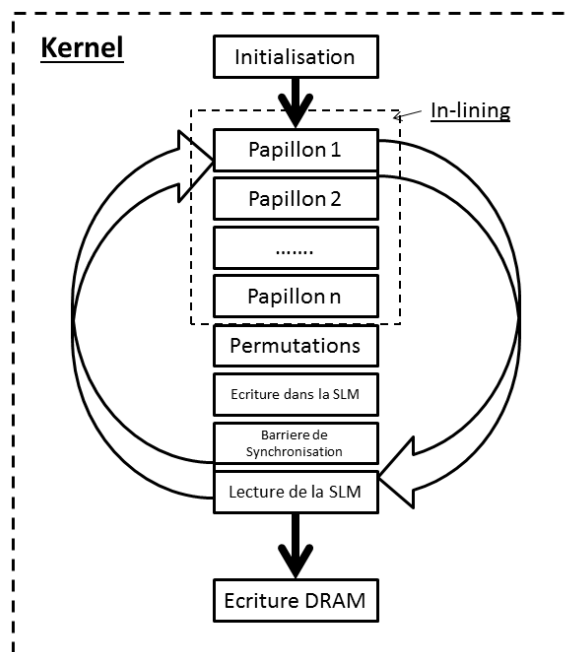 Kernel
Initialisation
In-lining
Papillon 1
Papillon 2
.......
Papillon n
Permutations
Ecriture dans la SLM
Barriere de
Synchronisation
Lecture de la SLM
Ecriture DRAM